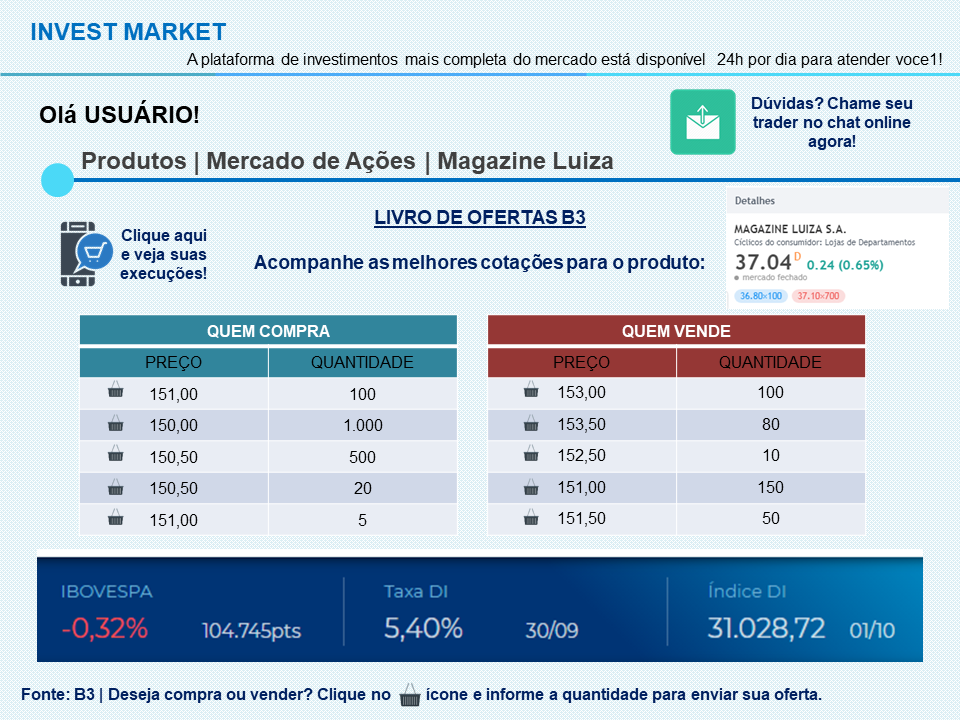 INVEST MARKET
A plataforma de investimentos mais completa do mercado está disponível 24h por dia para atender voce1!
Olá USUÁRIO!
Dúvidas? Chame seu
trader no chat online
agora!
Produtos | Mercado de Ações | Magazine Luiza
Clique aqui
e veja suas
execuções!
LIVRO DE OFERTAS B3
Acompanhe as melhores cotações para o produto:
Detalhes
MAGAZINE LUIZA S.A.
Cíclicos do consumidor: Lojas de Departamentos
37.04 D 0.24 (0.65%)
mercado fechado
36.80×100 37.10×700
QUEM COMPRA
PREÇO QUANTIDADE
151,00 100
150,00 1.000
150,50 500
150,50 20
151,00 5
QUEM VENDE
PREÇO QUANTIDADE
153,00 100
153,50 80
152,50 10
151,00 150
151,50 50
IBOVESPA
-0,32% 104.745pts
Taxa DI
5,40% 30/09
Índice DI
31.028,72 01/10
Fonte: B3 | Deseja compra ou vender? Clique no ícone e informe a quantidade para enviar sua oferta.